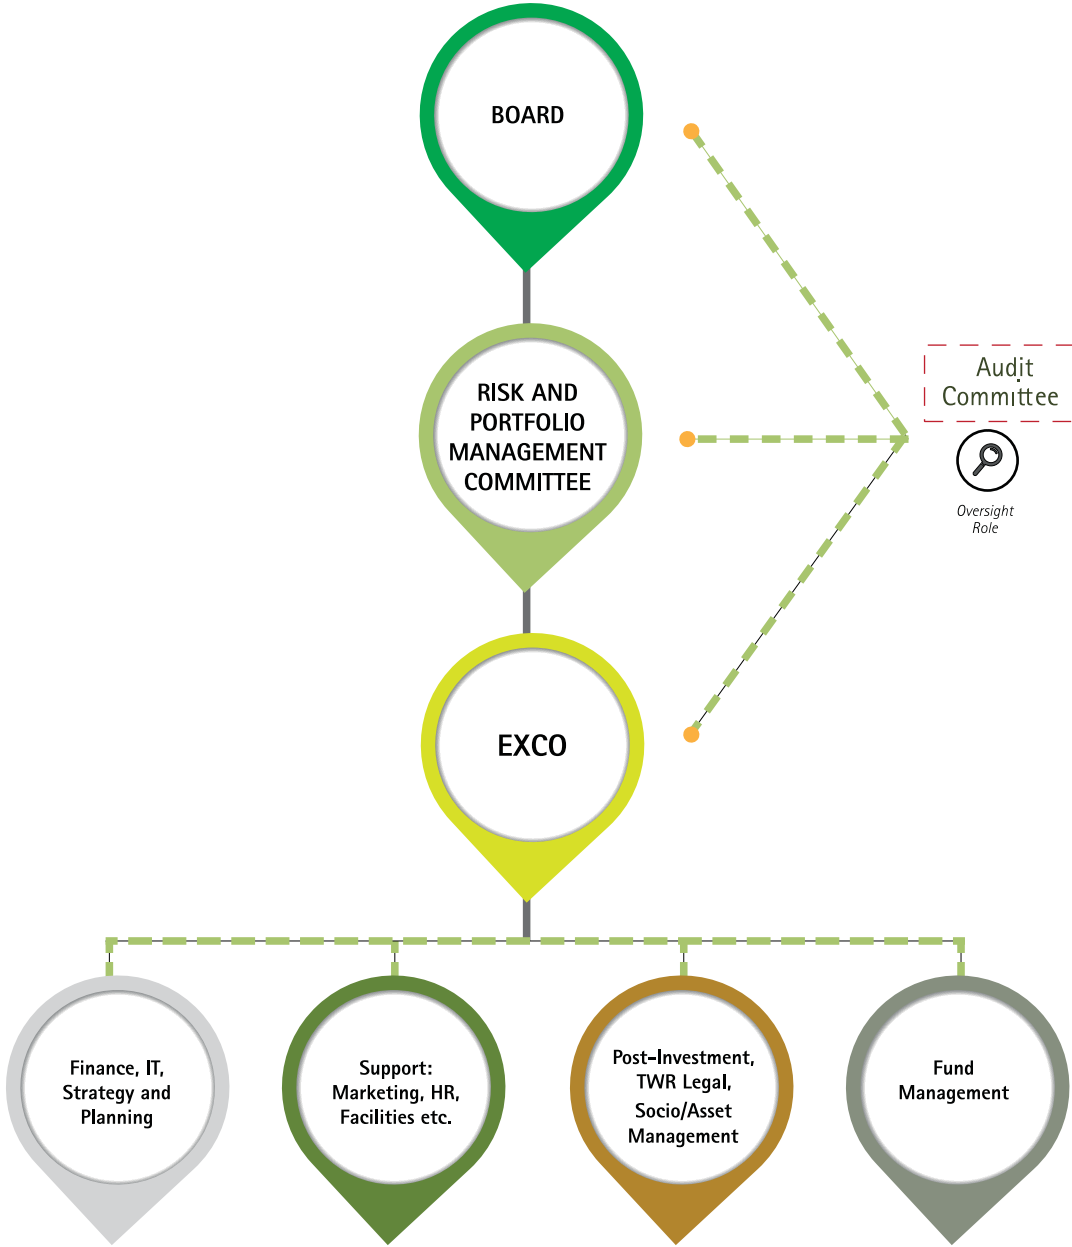 BOARD
RISK AND
PORTFOLIO
MANAGEMENT
COMMITTEE
Audit
Committee
Oversight
Role
EXCO
Finance, IT,
Strategy and
Planning
Support:
Marketing, HR,
Facilities etc.
Post-Investment,
TWR Legal,
Socio/Asset
Management
Fund
Management